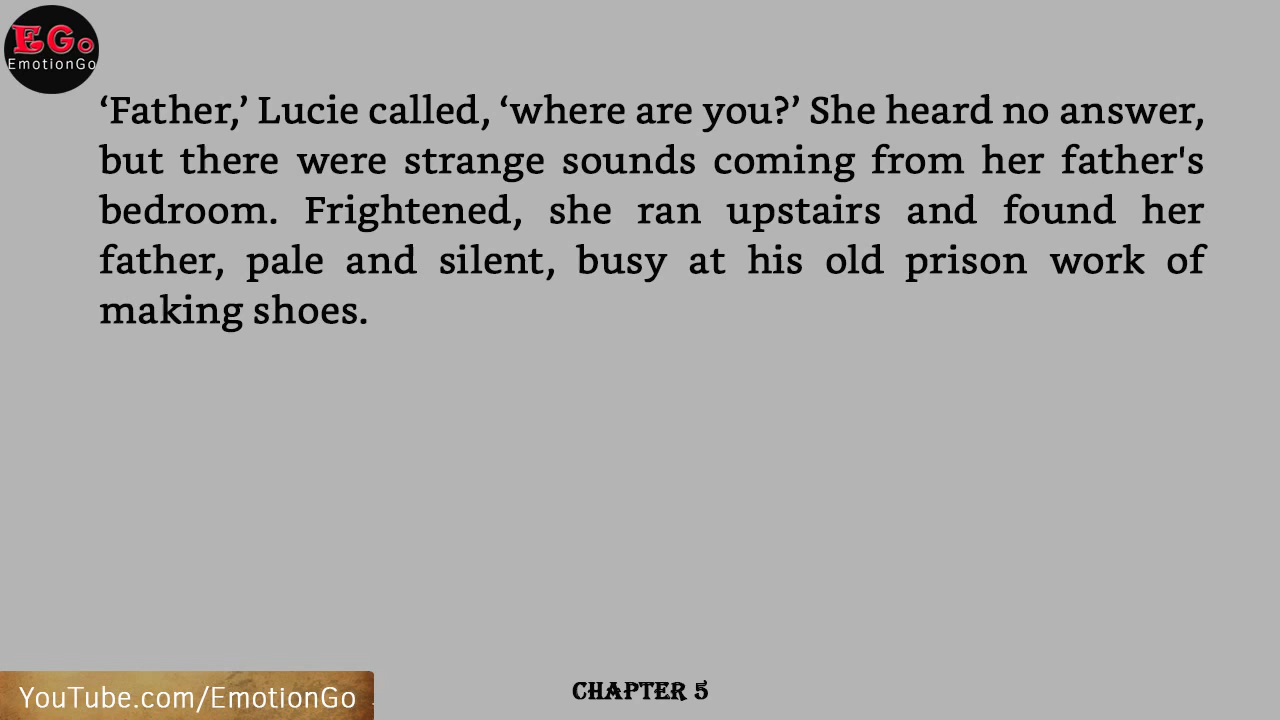 EGo
EmotionGo
‘Father,’ Lucie called, ‘where are you?’ She heard no answer,
but there were strange sounds coming from her father's
bedroom. Frightened, she ran upstairs and found her
father, pale and silent, busy at his old prison work of
making shoes.
YouTube.com/EmotionGo
CHAPTER 5